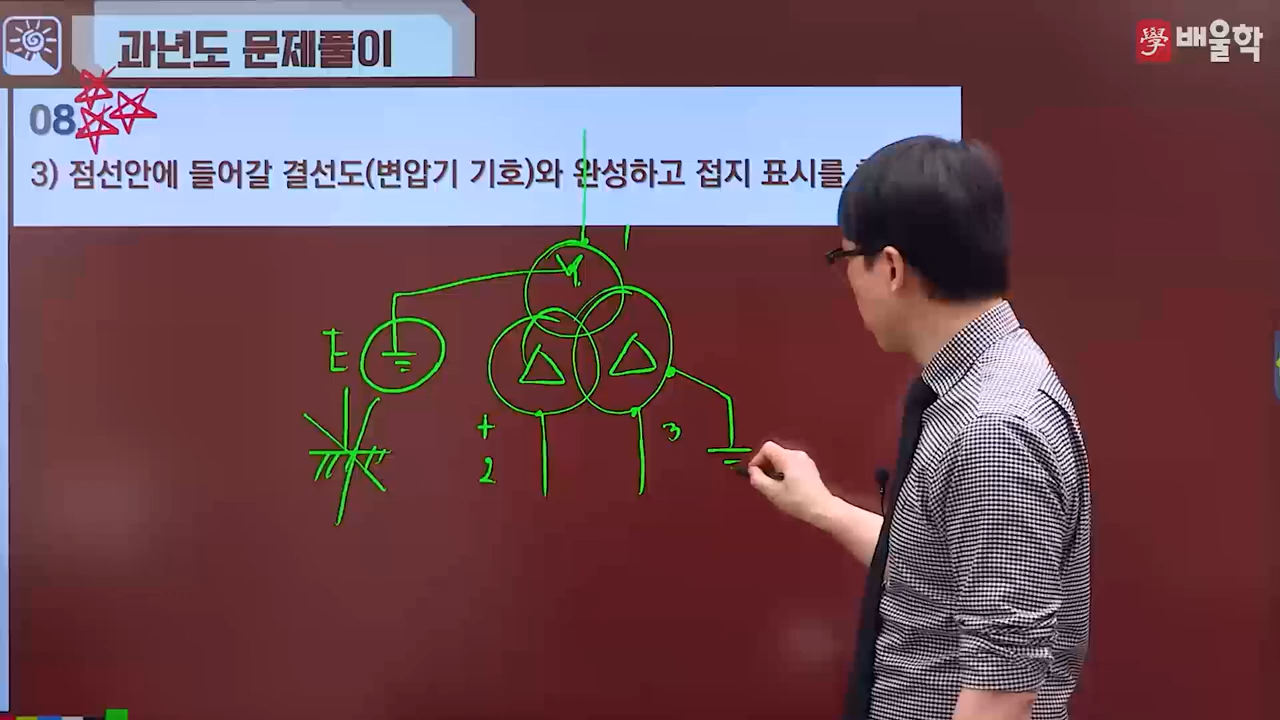 과년도 문제풀이
學 배울학
08
3) 점선안에 들어갈 결선도(변압기 기호)와 완성하고 접지 표시를
Y
E
+
2
3